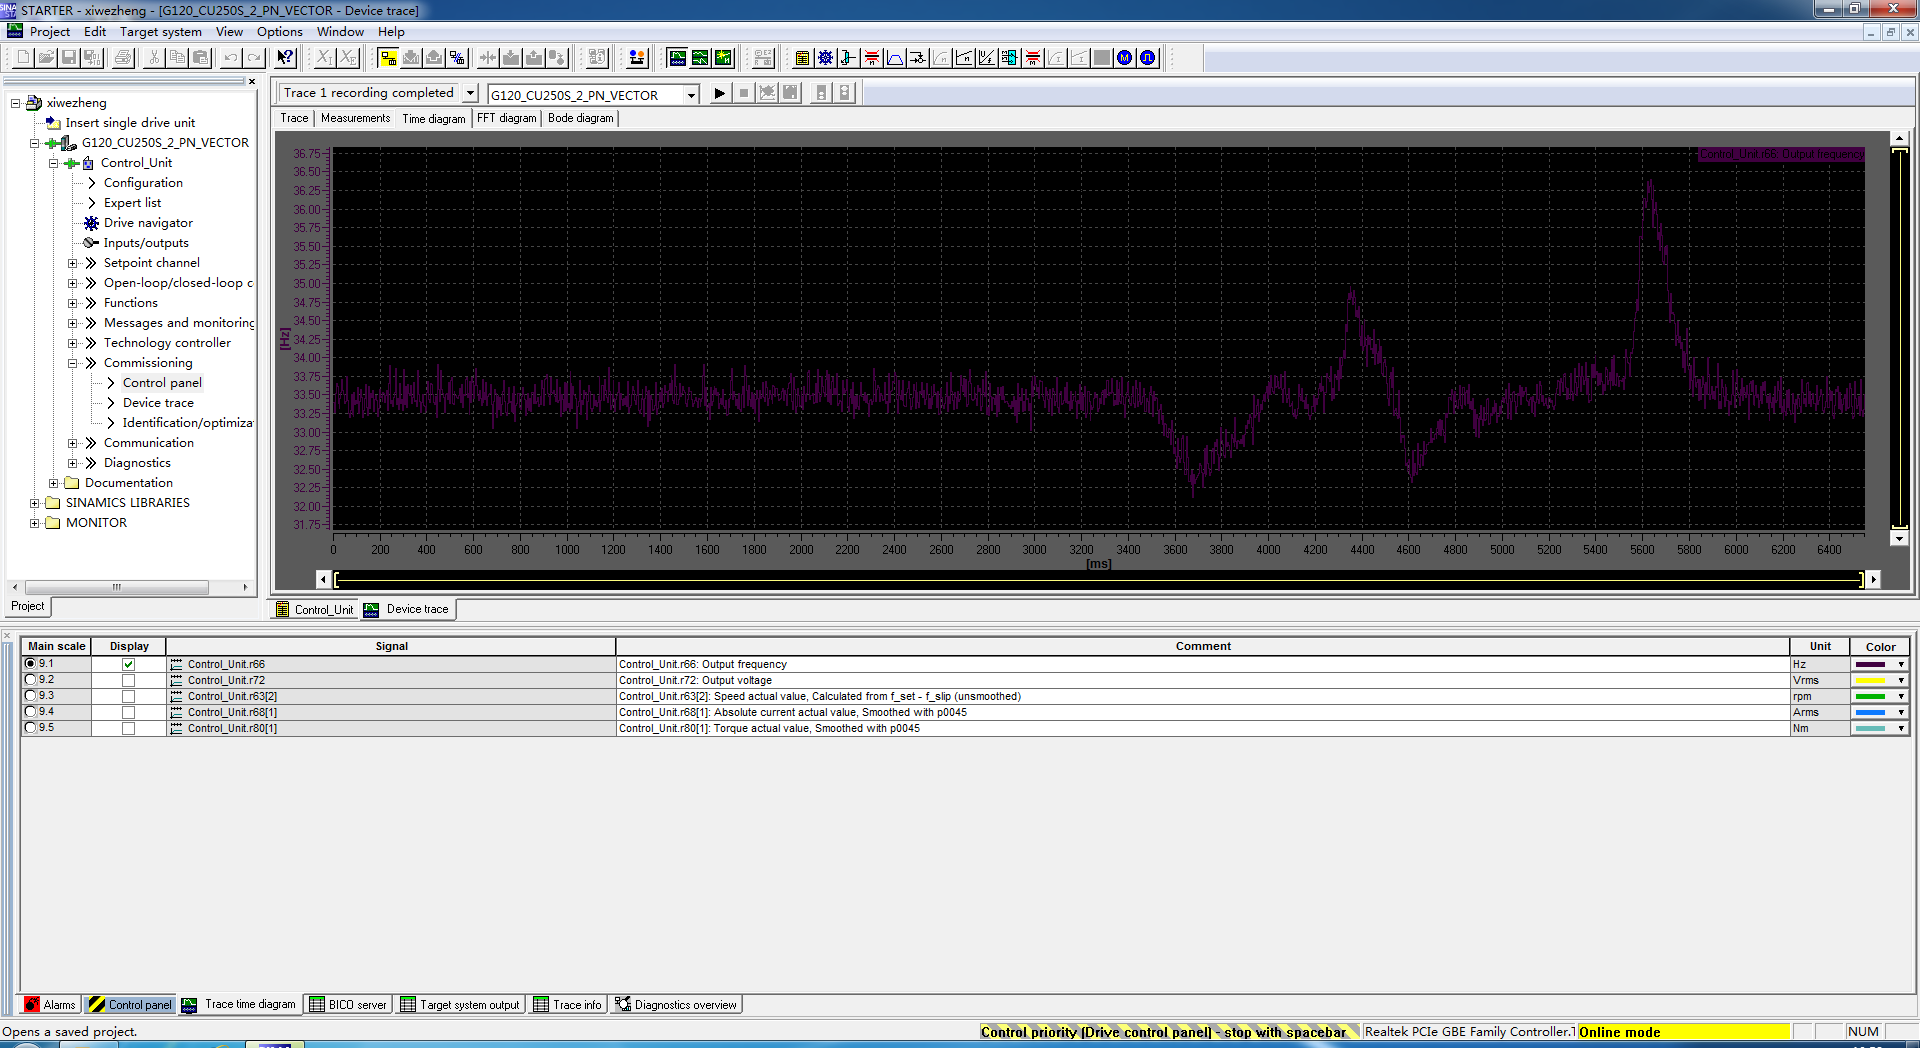 STARTER - xiwezheng - [G120_CU250S_2_PN_VECTOR - Device trace]
Project Edit Target system View Options Window Help
Trace 1 recording completed G120_CU250S_2_PN_VECTOR
Trace Measurements Time diagram FFT diagram Bode diagram
xiwezheng
Insert single drive unit
G120_CU250S_2_PN_VECTOR
Control_Unit
Configuration
Expert list
Drive navigator
Inputs/outputs
Setpoint channel
Open-loop/closed-loop c
Functions
Messages and monitoring
Technology controller
Commissioning
Control panel
Device trace
Identification/optimiza
Communication
Diagnostics
Documentation
SINAMICS LIBRARIES
MONITOR
Project
Control_Unit.r66: Output frequency
36.75
36.50
36.25
36.00
35.75
35.50
35.25
35.00
34.75
34.50
34.25
34.00
33.75
33.50
33.25
33.00
32.75
32.50
32.25
32.00
31.75
[Hz]
0 200 400 600 800 1000 1200 1400 1600 1800 2000 2200 2400 2600 2800 3000 3200 3400 3600 3800 4000 4200 4400 4600 4800 5000 5200 5400 5600 5800 6000 6200 6400
[ms]
Control_Unit Device trace
Main scale Display Signal Comment Unit Color
9.1 Control_Unit.r66 Control_Unit.r66: Output frequency Hz
9.2 Control_Unit.r72 Control_Unit.r72: Output voltage Vrms
9.3 Control_Unit.r63[2] Control_Unit.r63[2]: Speed actual value, Calculated from f_set - f_slip (unsmoothed) rpm
9.4 Control_Unit.r68[1] Control_Unit.r68[1]: Absolute current actual value, Smoothed with p0045 Arms
9.5 Control_Unit.r80[1] Control_Unit.r80[1]: Torque actual value, Smoothed with p0045 Nm
Alarms Control panel Trace time diagram BICO server Target system output Trace info Diagnostics overview
Opens a saved project. Control priority [Drive control panel] - stop with spacebar Realtek PCIe GBE Family Controller.T Online mode NUM